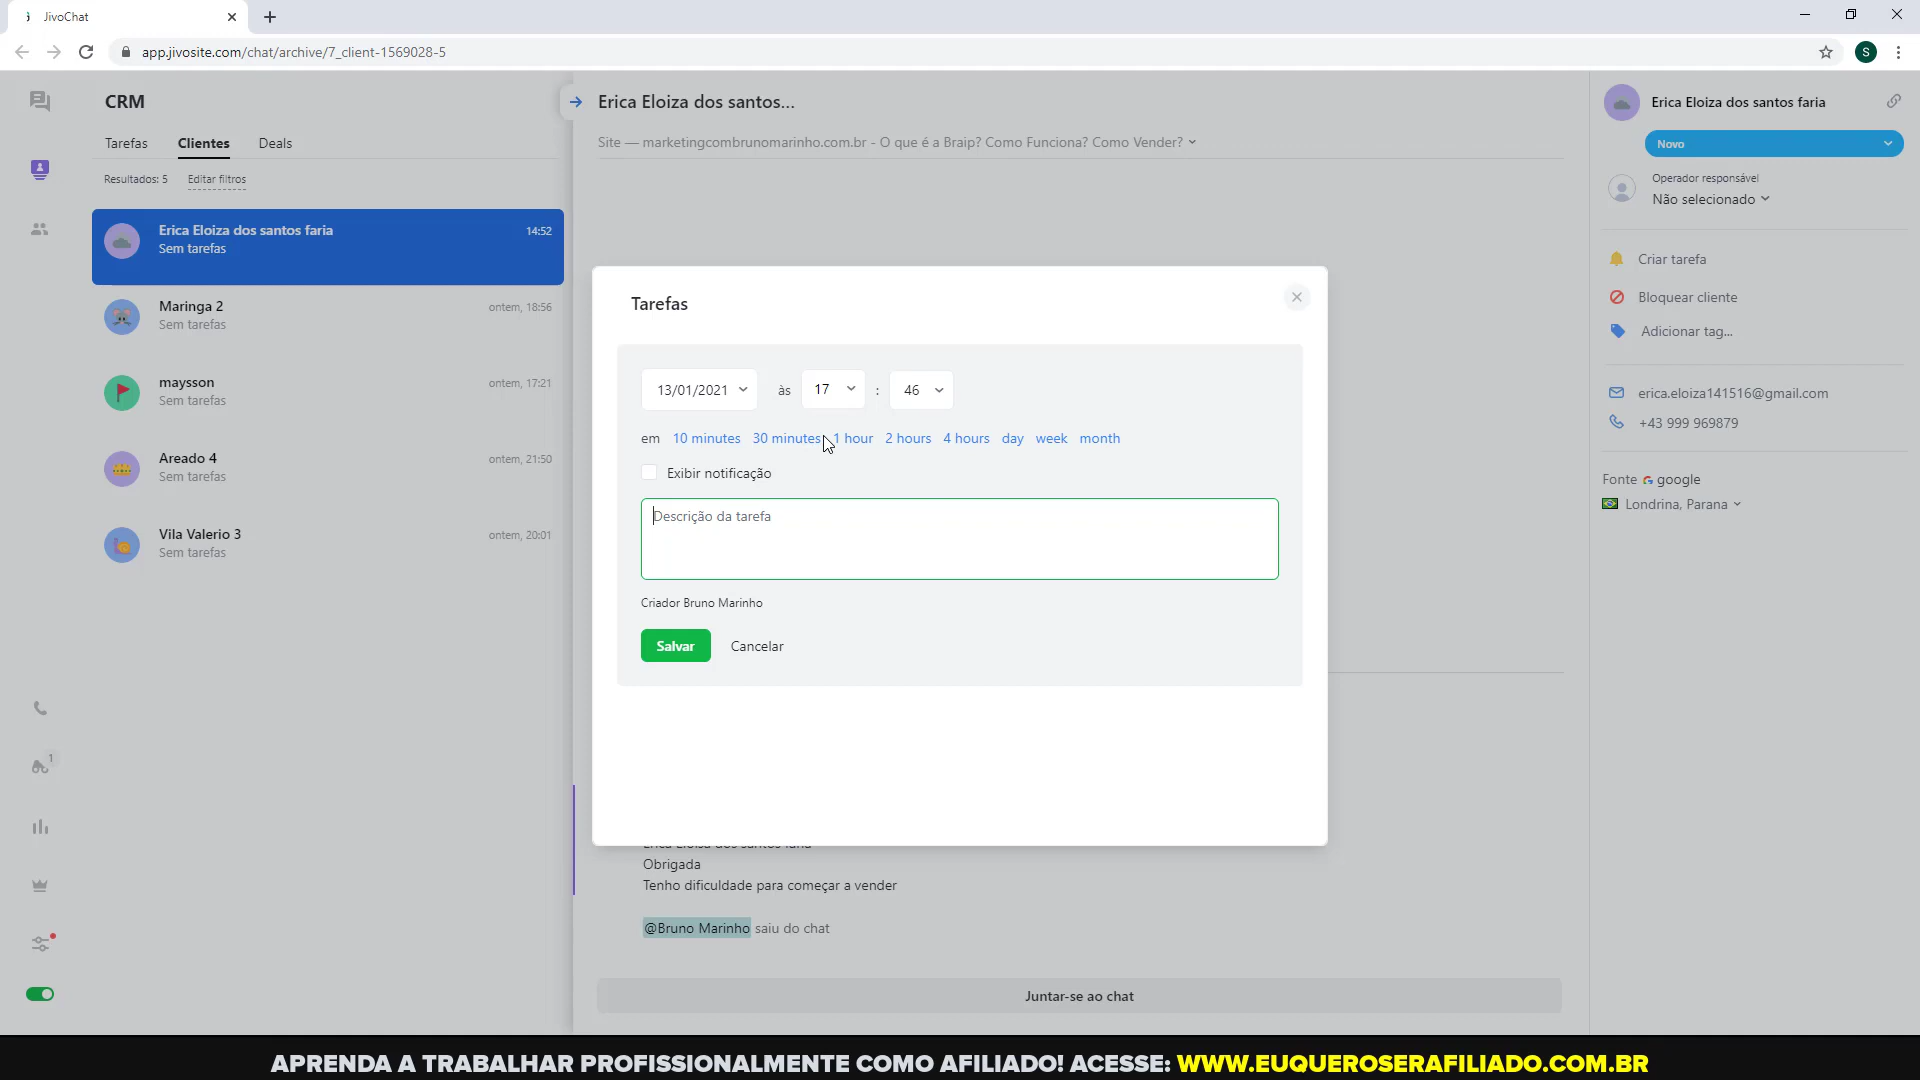 JivoChat
app.jivosite.com/chat/archive/7_client-1569028-5
S
CRM
Tarefas Clientes Deals
Resultados: 5 Editar filtros
Erica Eloiza dos santos faria 14:52
Sem tarefas
Maringa 2 ontem, 18:56
Sem tarefas
maysson ontem, 17:21
Sem tarefas
Areado 4 ontem, 21:50
Sem tarefas
Vila Valerio 3 ontem, 20:01
Sem tarefas
1
Erica Eloiza dos santos...
Site — marketingcombrunomarinho.com.br - O que é a Braip? Como Funciona? Como Vender?
Tarefas
13/01/2021 às 17 : 46
em 10 minutes 30 minutes 1 hour 2 hours 4 hours day week month
Exibir notificação
Descrição da tarefa
Criador Bruno Marinho
Salvar Cancelar
Obrigada
Tenho dificuldade para começar a vender
@Bruno Marinho saiu do chat
Juntar-se ao chat
Erica Eloiza dos santos faria
Novo
Operador responsável
Não selecionado
Criar tarefa
Bloquear cliente
Adicionar tag...
erica.eloiza141516@gmail.com
+43 999 969879
Fonte google
Londrina, Parana
APRENDA A TRABALHAR PROFISSIONALMENTE COMO AFILIADO! ACESSE: WWW.EUQUEROSERAFILIADO.COM.BR